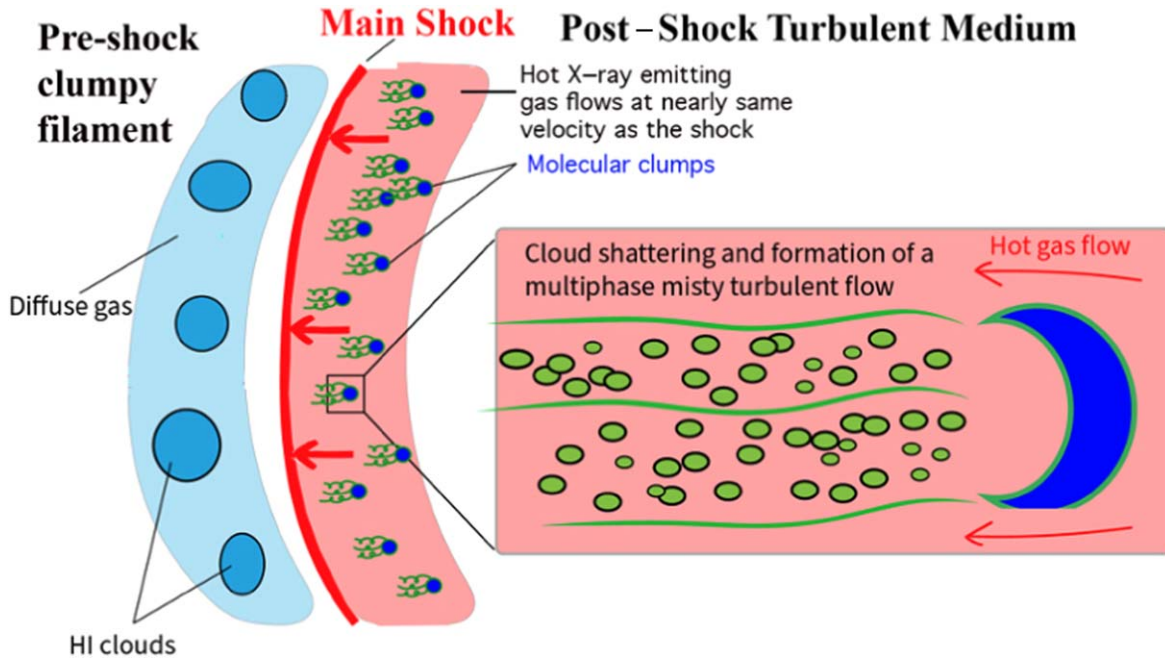 Pre-shock
clumpy
filament
Main Shock
Post–Shock Turbulent Medium
Hot X–ray emitting
gas flows at nearly same
velocity as the shock
Molecular clumps
Diffuse gas
HI clouds
Cloud shattering and formation of a
multiphase misty turbulent flow
Hot gas flow